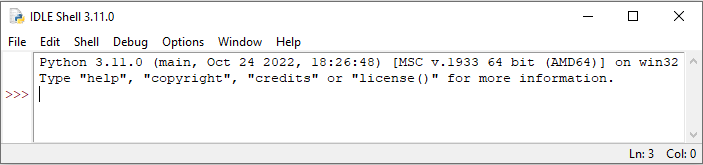 IDLE Shell 3.11.0
File Edit Shell Debug Options Window Help
Python 3.11.0 (main, Oct 24 2022, 18:26:48) [MSC v.1933 64 bit (AMD64)] on win32
Type "help", "copyright", "credits" or "license()" for more information.
>>>
Ln: 3 Col: 0